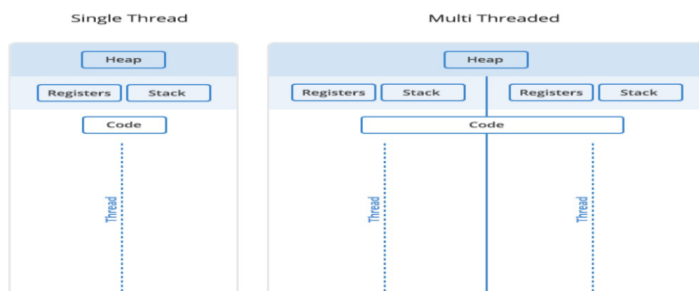 Single Thread
Multi Threaded
Heap
Heap
Registers Stack
Registers Stack Registers Stack
Code
Code
Thread
Thread
Thread